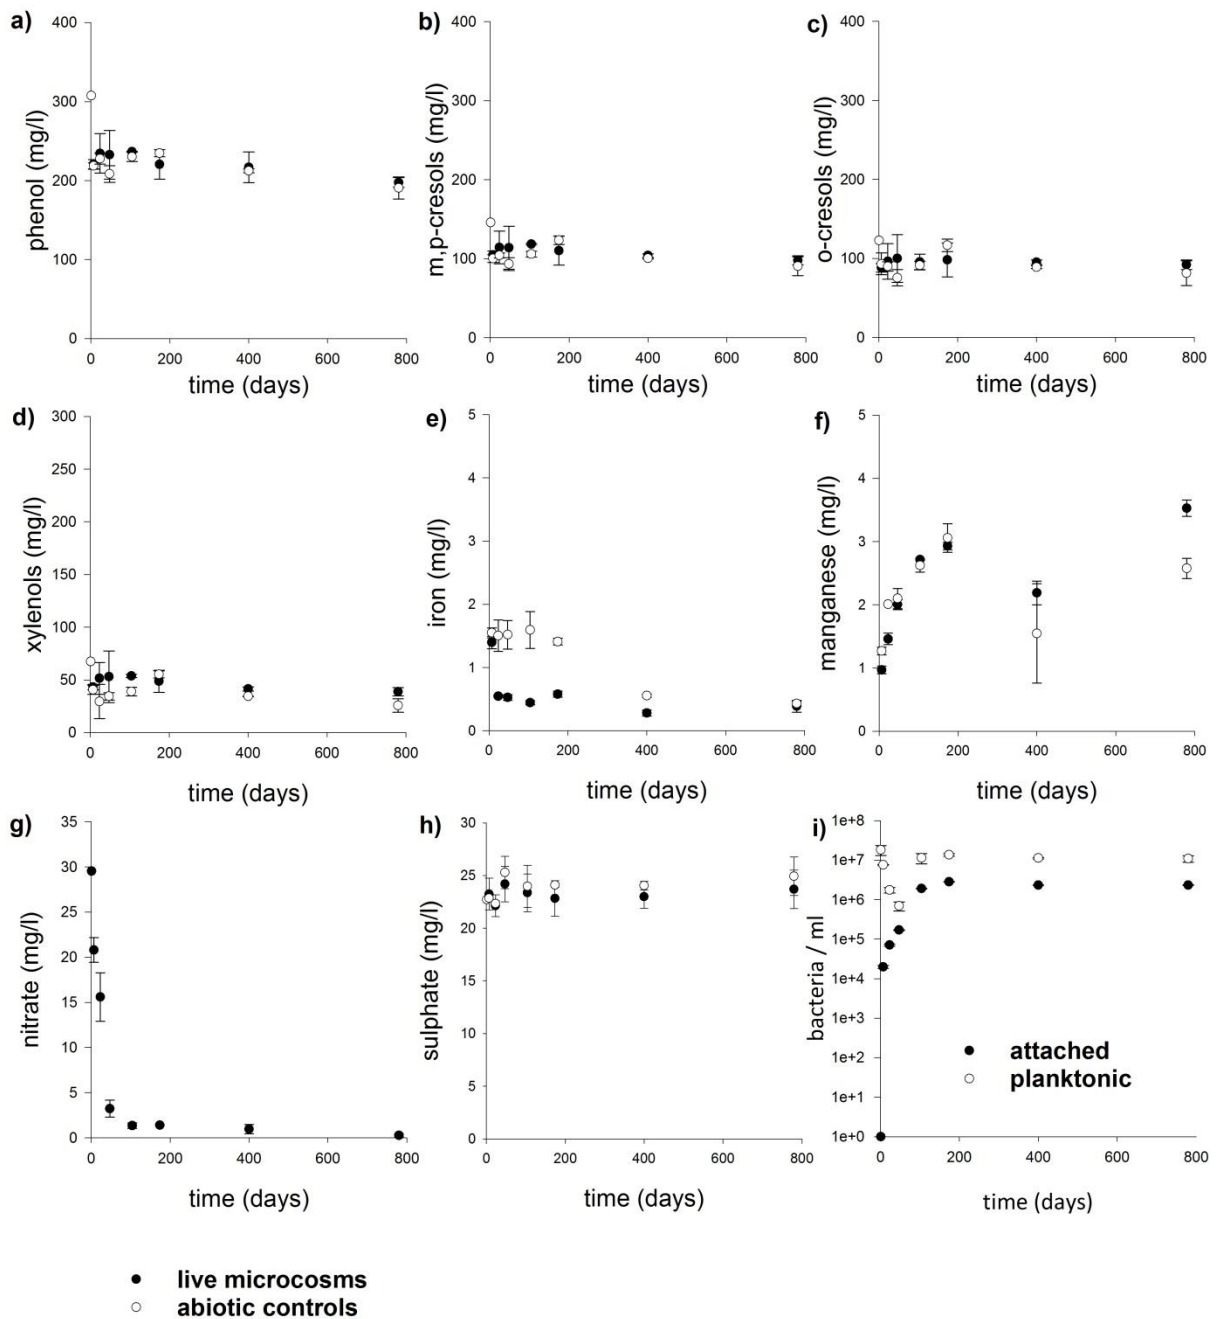 a)
phenol (mg/l)
400
300
200
100
0
0 200 400 600 800
time (days)
b)
m,p-cresols (mg/l)
400
300
200
100
0
0 200 400 600 800
time (days)
c)
o-cresols (mg/l)
400
300
200
100
0
0 200 400 600 800
time (days)
d)
xylenols (mg/l)
300
250
200
150
100
50
0
0 200 400 600 800
time (days)
e)
iron (mg/l)
5
4
3
2
1
0
0 200 400 600 800
time (days)
f)
manganese (mg/l)
5
4
3
2
1
0
0 200 400 600 800
time (days)
g)
nitrate (mg/l)
35
30
25
20
15
10
5
0
0 200 400 600 800
time (days)
h)
sulphate (mg/l)
30
25
20
15
10
5
0
0 200 400 600 800
time (days)
i)
bacteria / ml
1e+8
1e+7
1e+6
1e+5
1e+4
1e+3
1e+2
1e+1
1e+0
attached
planktonic
0 200 400 600 800
time (days)
live microcosms
abiotic controls